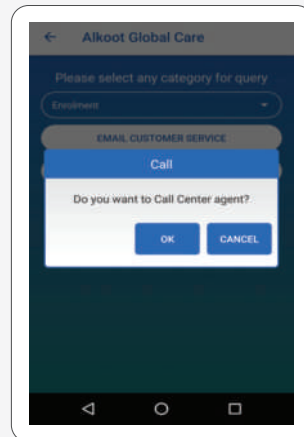 Alkoot Global Care
Please select any category for query
Enrolment
EMAIL CUSTOMER SERVICE
Call
Do you want to Call Center agent?
OK CANCEL